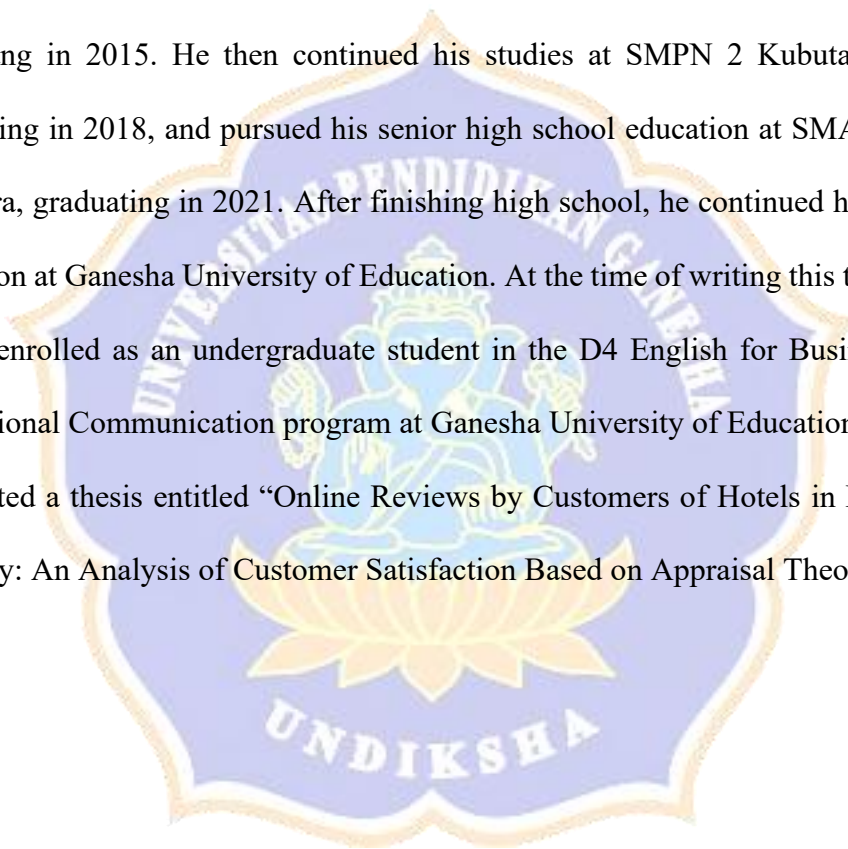 ng in 2015. He then continued his studies at SMPN 2 Kubuta
ing in 2018, and pursued his senior high school education at SMA
ra, graduating in 2021. After finishing high school, he continued h
on at Ganesha University of Education. At the time of writing this t
enrolled as an undergraduate student in the D4 English for Busi
ional Communication program at Ganesha University of Education
ted a thesis entitled “Online Reviews by Customers of Hotels in
y: An Analysis of Customer Satisfaction Based on Appraisal Theo
UNIVERSITAS PENDIDIKAN GANESHA
UNDIKSHA